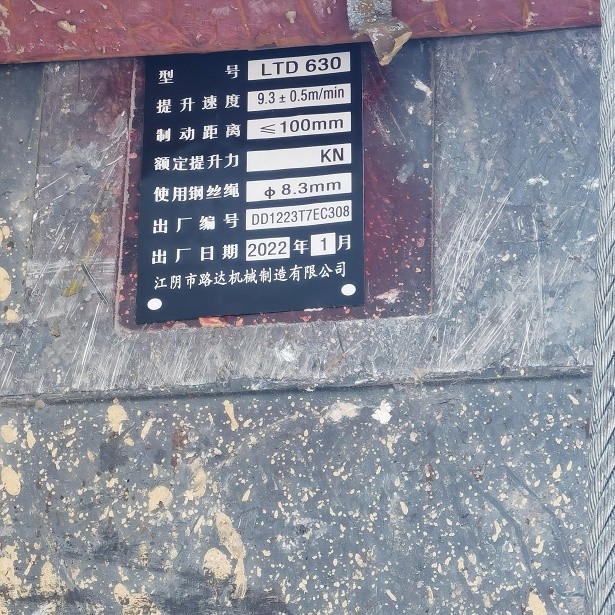 型 号 LTD 630
提升速度 9.3 ± 0.5m/min
制动距离 ≤100mm
额定提升力 KN
使用钢丝绳 φ8.3mm
出厂编号 DD1223T7EC308
出厂日期 2022 年 1 月
江阴市路达机械制造有限公司